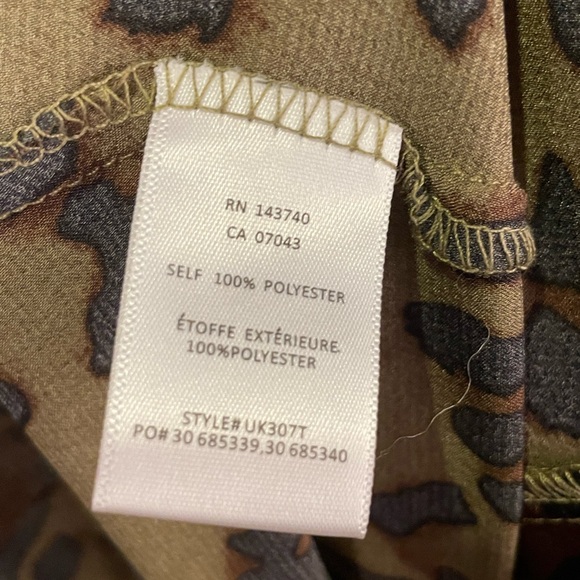 RN 143740
CA 07043
SELF 100% POLYESTER
ÉTOFFE EXTÉRIEURE
100%POLYESTER
STYLE# UK307T
PO# 30 685339,30 685340